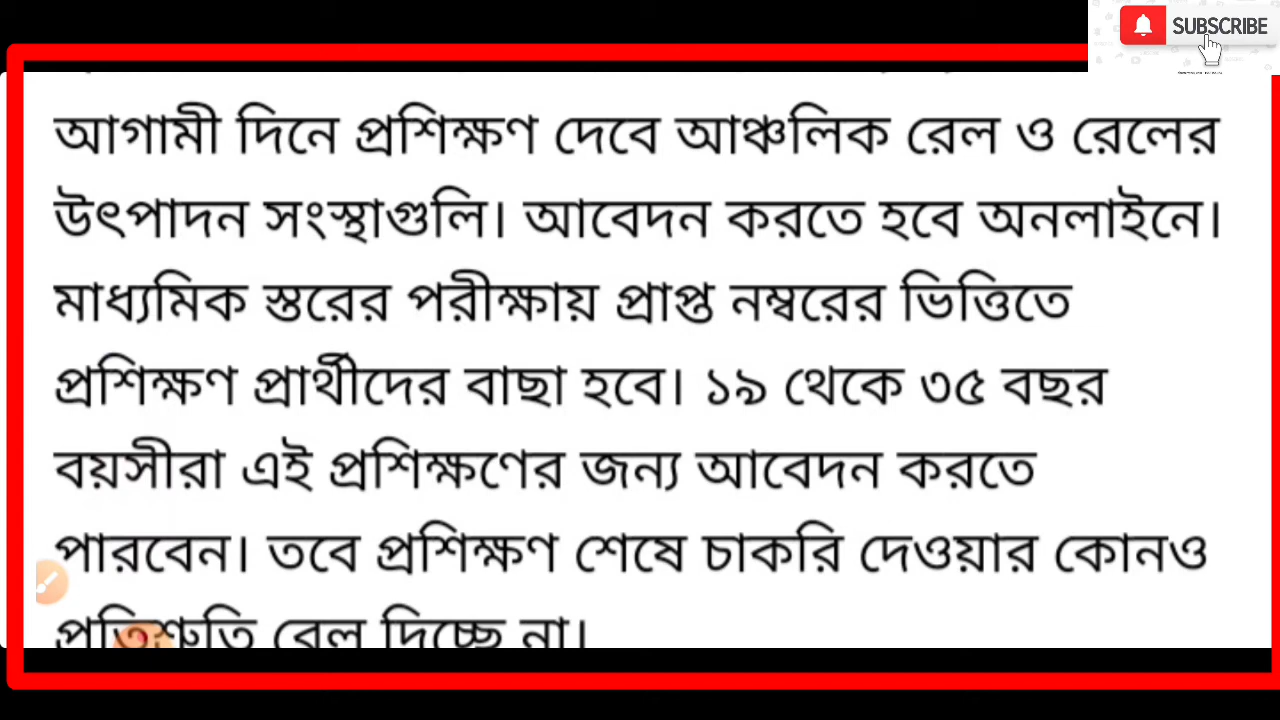 SUBSCRIBE
আগামী দিনে প্রশিক্ষণ দেবে আঞ্চলিক রেল ও রেলের
উৎপাদন সংস্থাগুলি। আবেদন করতে হবে অনলাইনে।
মাধ্যমিক স্তরের পরীক্ষায় প্রাপ্ত নম্বরের ভিত্তিতে
প্রশিক্ষণ প্রার্থীদের বাছা হবে। ১৯ থেকে ৩৫ বছর
বয়সীরা এই প্রশিক্ষণের জন্য আবেদন করতে
পারবেন। তবে প্রশিক্ষণ শেষে চাকরি দেওয়ার কোনও
প্রতিশ্রুতি রেল দিচ্ছে না।